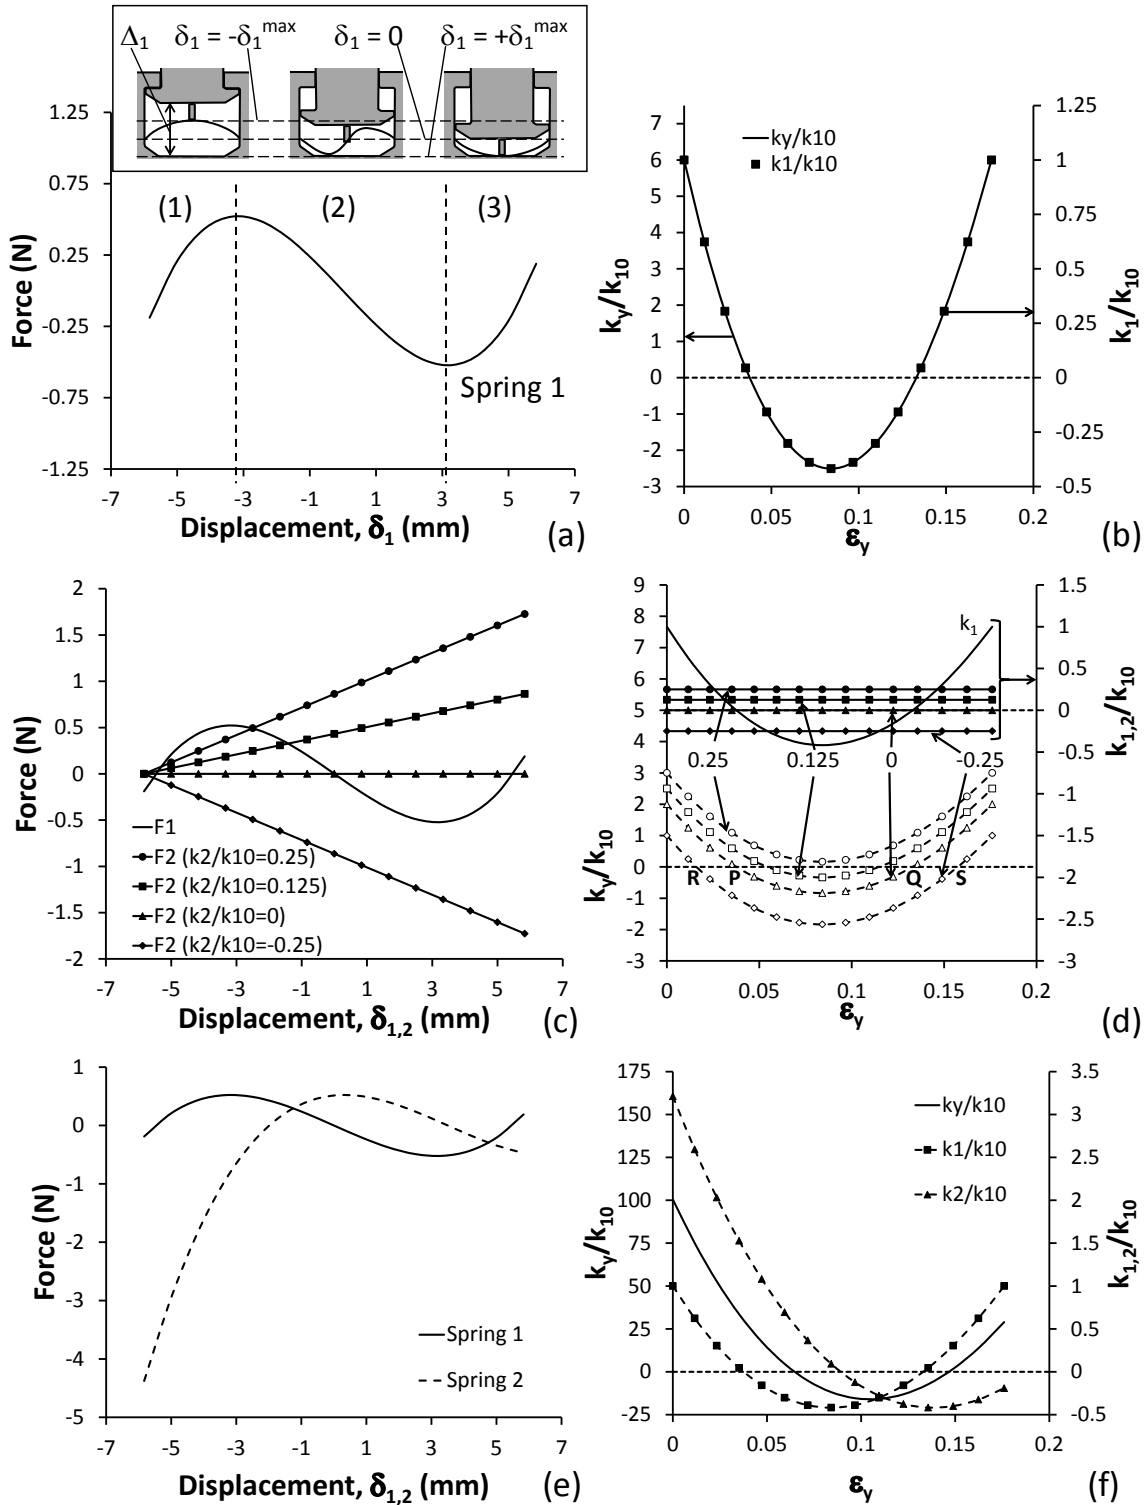 Δ1 δ1 = -δ1^max δ1 = 0 δ1 = +δ1^max
1.25
0.75
0.25
-0.25
-0.75
-1.25
(1) (2) (3)
Spring 1
-7 -5 -3 -1 1 3 5 7
Force (N)
Displacement, δ1 (mm)
(a)
7
6
5
4
3
2
1
0
-1
-2
-3
ky/k10
k1/k10
1.25
1
0.75
0.5
0.25
0
-0.25
-0.5
0 0.05 0.1 0.15 0.2
ky/k10
k1/k10
εy
(b)
2
1.5
1
0.5
0
-0.5
-1
-1.5
-2
F1
F2 (k2/k10=0.25)
F2 (k2/k10=0.125)
F2 (k2/k10=0)
F2 (k2/k10=-0.25)
-7 -5 -3 -1 1 3 5 7
Force (N)
Displacement, δ1,2 (mm)
(c)
9
8
7
6
5
4
3
2
1
0
-1
-2
-3
k1
0.25 0.125 0 -0.25
R P Q S
1.5
1
0.5
0
-0.5
-1
-1.5
-2
-2.5
-3
0 0.05 0.1 0.15 0.2
ky/k10
k1,2/k10
εy
(d)
1
0
-1
-2
-3
-4
-5
Spring 1
Spring 2
-7 -5 -3 -1 1 3 5 7
Force (N)
Displacement, δ1,2 (mm)
(e)
175
150
125
100
75
50
25
0
-25
ky/k10
k1/k10
k2/k10
3.5
3
2.5
2
1.5
1
0.5
0
-0.5
0 0.05 0.1 0.15 0.2
ky/k10
k1,2/k10
εy
(f)